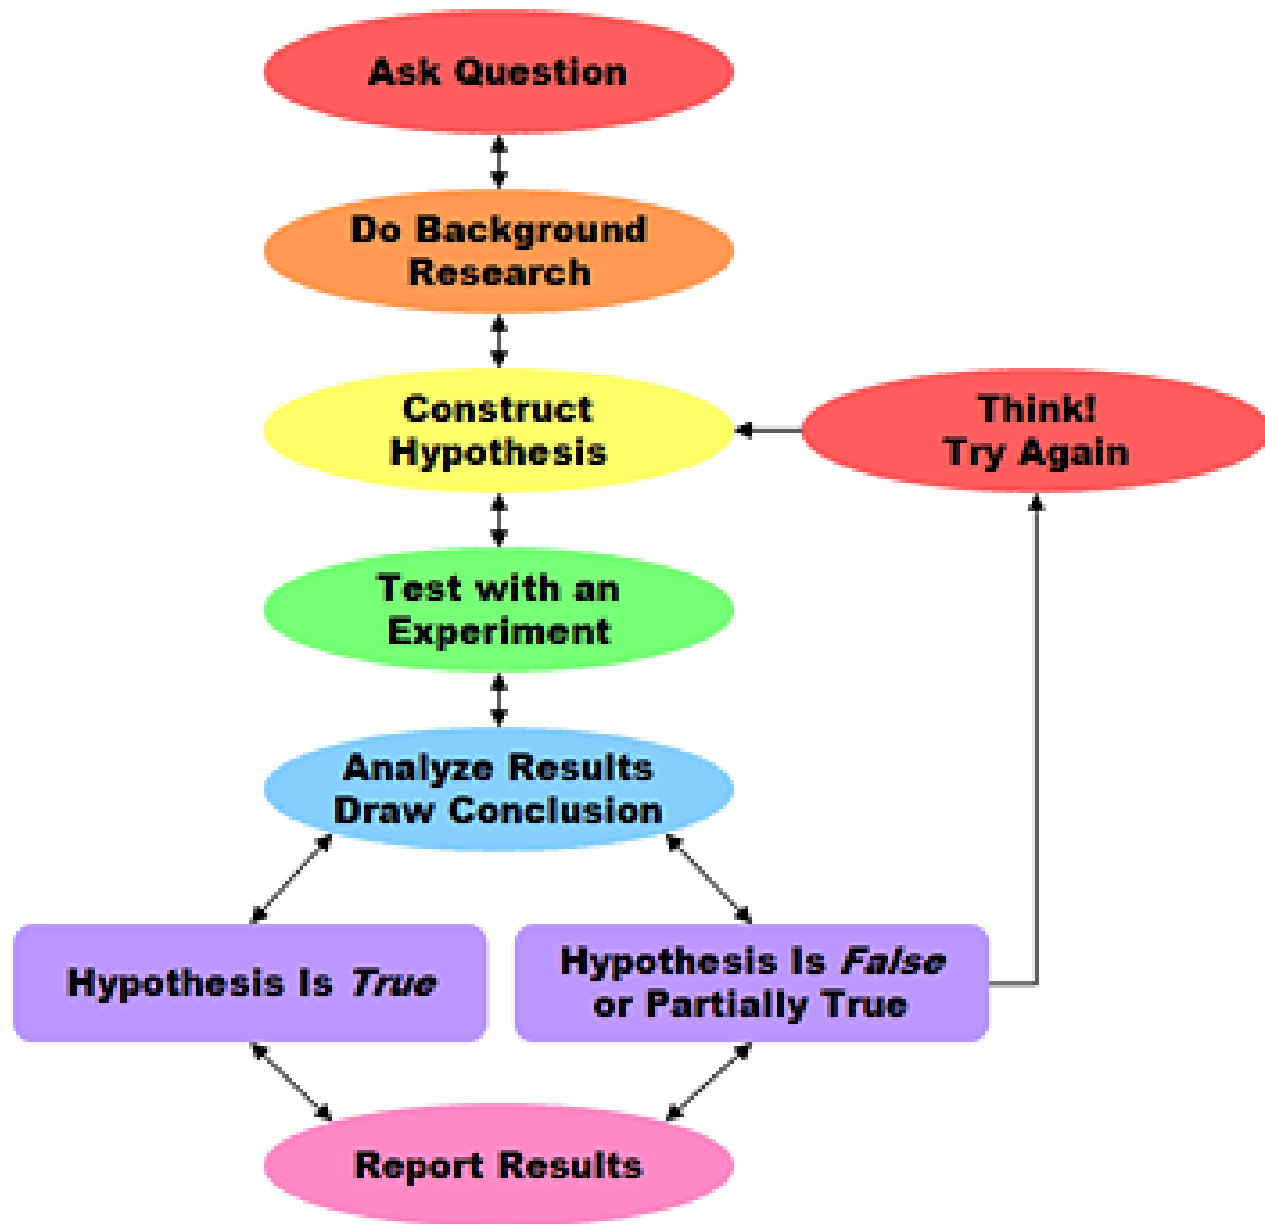 Ask Question
Do Background
Research
Construct
Hypothesis
Think!
Try Again
Test with an
Experiment
Analyze Results
Draw Conclusion
Hypothesis Is True
Hypothesis Is False
or Partially True
Report Results